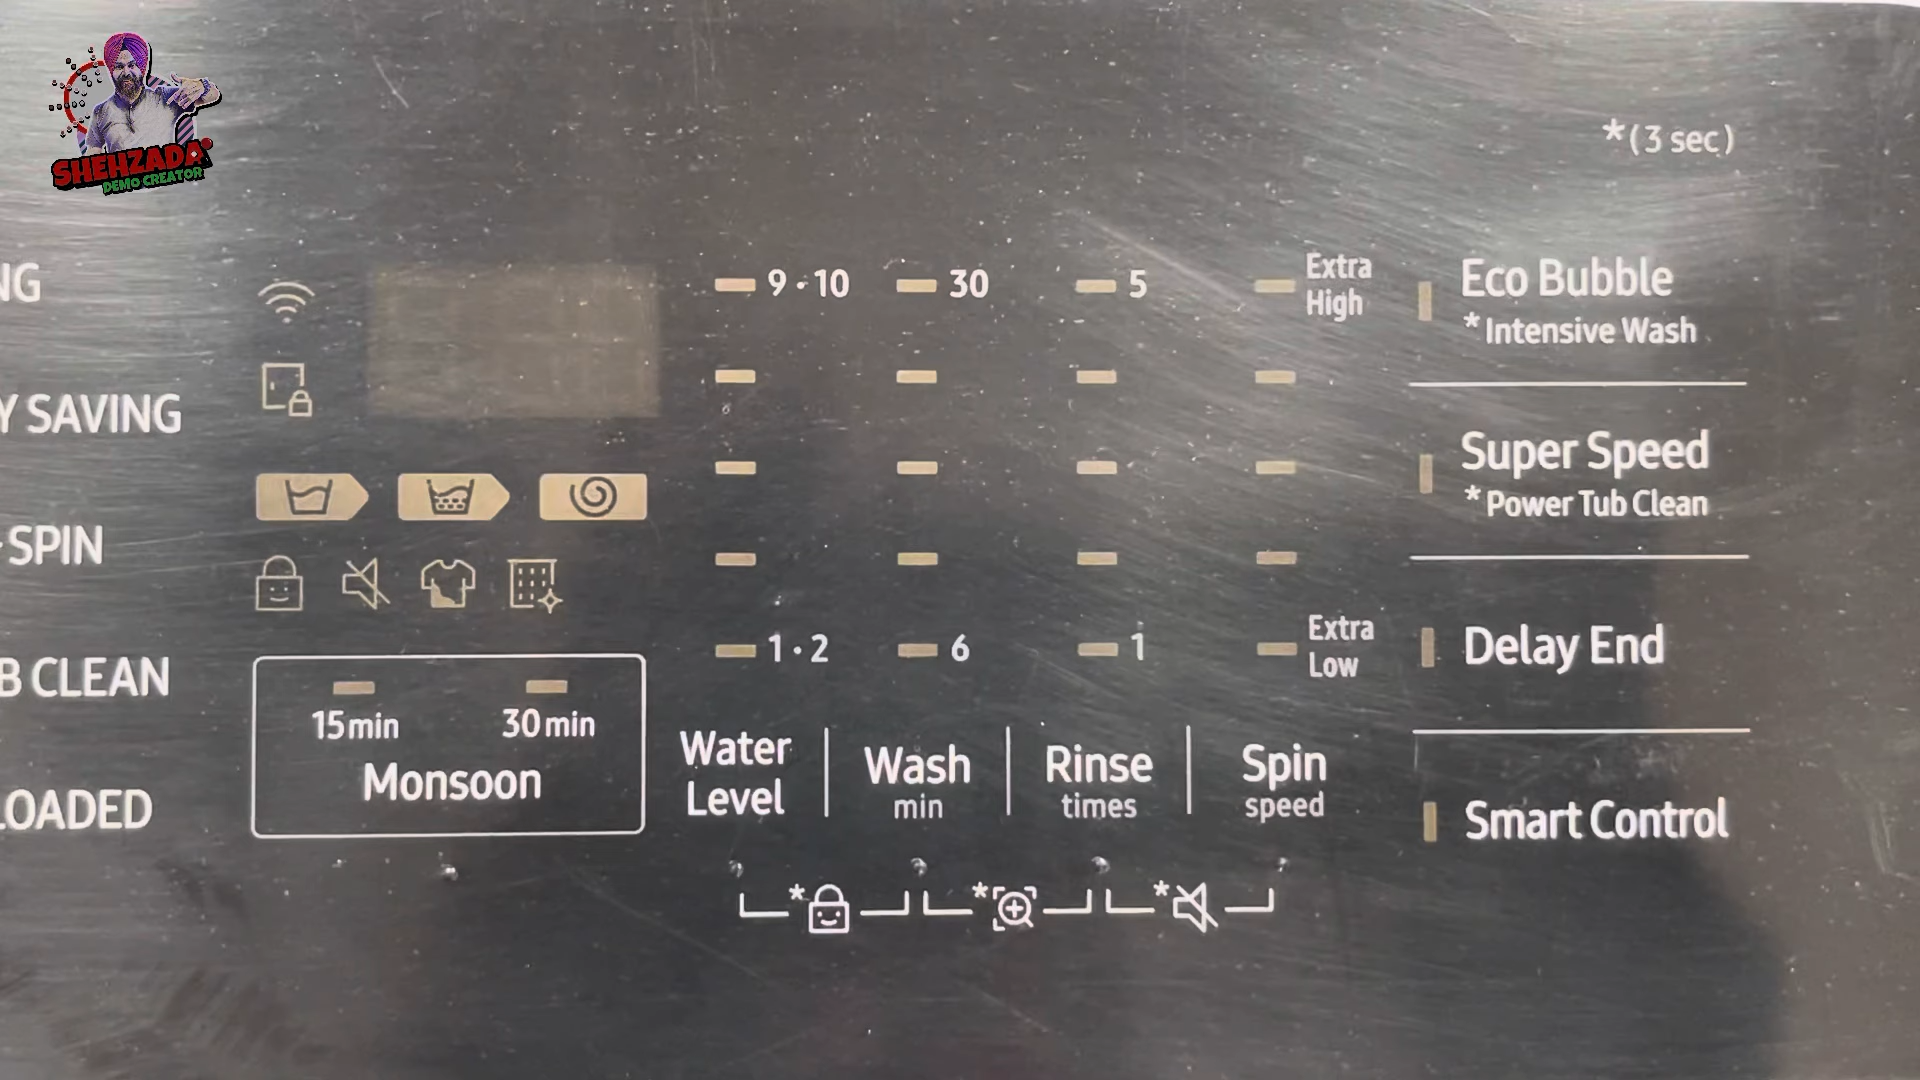 SHEHZADA
DEMO CREATOR
*(3 sec)
NG
Y SAVING
SPIN
B CLEAN
LOADED
15min
30min
Monsoon
9·10
30
5
Extra
High
1·2
6
1
Extra
Low
Water
Level
Wash
min
Rinse
times
Spin
speed
* * *
Eco Bubble
*Intensive Wash
Super Speed
*Power Tub Clean
Delay End
Smart Control